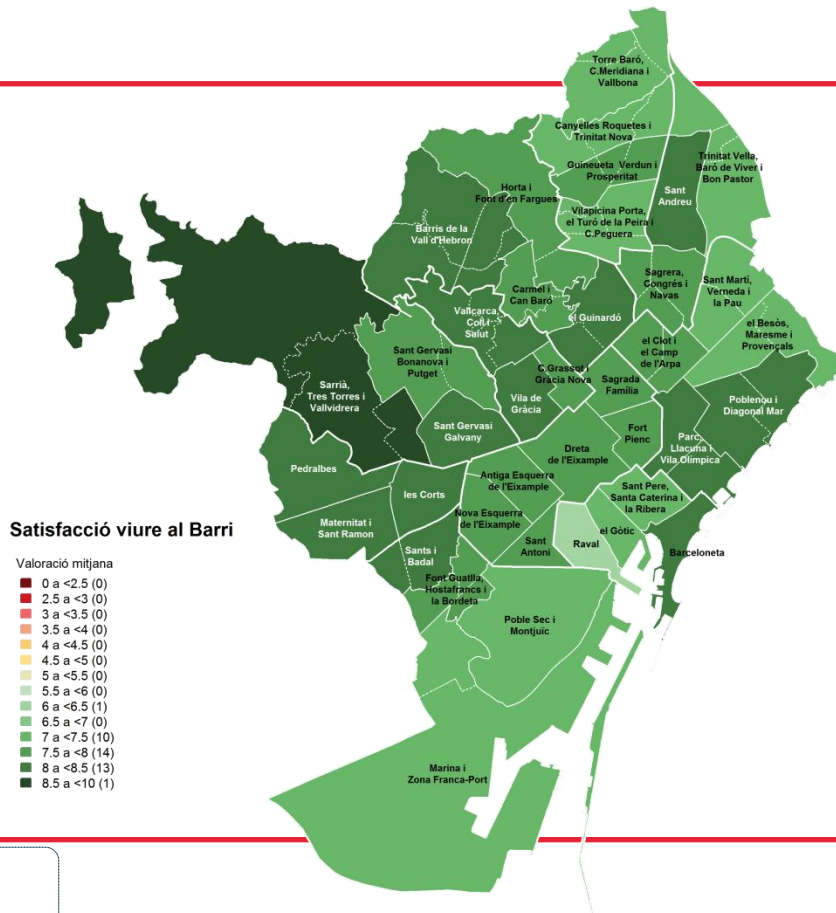 Torre Baró,
C.Meridiana i
Vallbona
Canyelles Roquetes i
Trinitat Nova
Guineueta Verdun i
Prosperitat
Trinitat Vella,
Baró de Viver i
Bon Pastor
Sant
Andreu
Horta i
Font d'en Fargues
Vilapicina Porta,
el Turó de la Peira i
C.Peguera
Barris de la
Vall d'Hebron
Sagrera,
Congrés i
Navas
Sant Martí,
Verneda i
la Pau
Carmel i
Can Baró
Vallcarca,
Coll i
Salut
el Guinardó
el Besòs,
Maresme i
Provençals
el Clot i
el Camp
de l'Arpa
Sant Gervasi
Bonanova i
Putget
C.Grassot i
Gràcia Nova
Sagrada
Família
Sarrià,
Tres Torres i
Vallvidrera
Vila de
Gràcia
Poblenou i
Diagonal Mar
Sant Gervasi
Galvany
Fort
Pienc
Parc,
Llacuna i
Vila Olímpica
Dreta
de l'Eixample
Pedralbes
Antiga Esquerra
de l'Eixample
Sant Pere,
Santa Caterina i
la Ribera
les Corts
Nova Esquerra
de l'Eixample
Maternitat i
Sant Ramon
el Gòtic
Sant
Antoni
Raval
Barceloneta
Sants i
Badal
Font Guatlla,
Hostafrancs i
la Bordeta
Poble Sec i
Montjuïc
Marina i
Zona Franca-Port
Satisfacció viure al Barri
Valoració mitjana
0 a <2.5 (0)
2.5 a <3 (0)
3 a <3.5 (0)
3.5 a <4 (0)
4 a <4.5 (0)
4.5 a <5 (0)
5 a <5.5 (0)
5.5 a <6 (0)
6 a <6.5 (1)
6.5 a <7 (0)
7 a <7.5 (10)
7.5 a <8 (14)
8 a <8.5 (13)
8.5 a <10 (1)